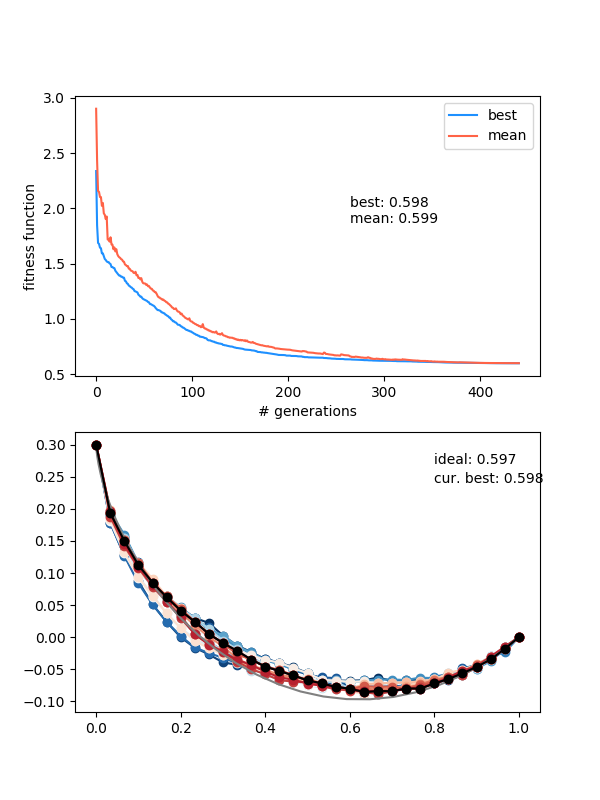 3.0
2.5
2.0
1.5
1.0
0.5
fitness function
best
mean
best: 0.598
mean: 0.599
0 100 200 300 400
# generations
0.30
0.25
0.20
0.15
0.10
0.05
0.00
−0.05
−0.10
ideal: 0.597
cur. best: 0.598
0.0 0.2 0.4 0.6 0.8 1.0